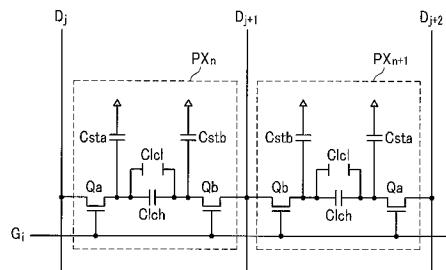 Dj Dj+1 Dj+2
PXn PXn+1
Clcl Clcl
Csta Cstb Cstb Csta
Qa Qb Qb Qa
Clch Clch
Gi